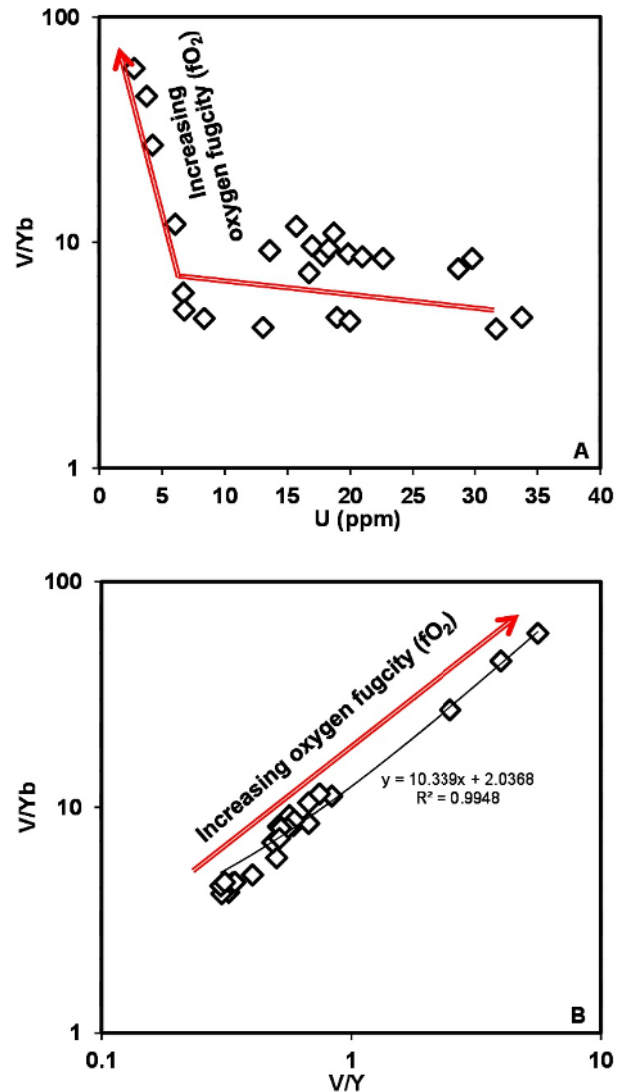 100
10
1
V/Yb
Increasing
oxygen fugcity (fO₂)
A
0 5 10 15 20 25 30 35 40
U (ppm)
100
10
1
V/Yb
Increasing oxygen fugcity (fO₂)
y = 10.339x + 2.0368
R² = 0.9948
B
0.1 1 10
V/Y